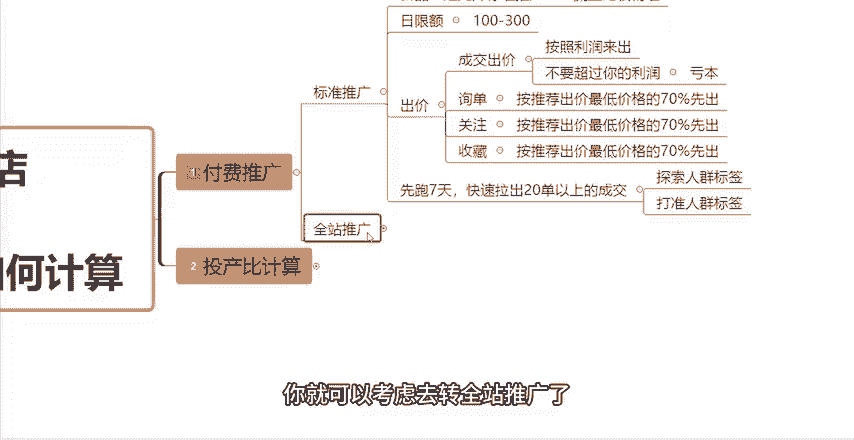 日限额
100-300
成交出价
按照利润来出
不要超过你的利润
亏本
标准推广
出价
询单
按推荐出价最低价格的70%先出
关注
按推荐出价最低价格的70%先出
收藏
按推荐出价最低价格的70%先出
店
1 付费推广
先跑7天，快速拉出20单以上的成交
探索人群标签
打准人群标签
全站推广
何计算
2 投产比计算
你就可以考虑去转全站推广了